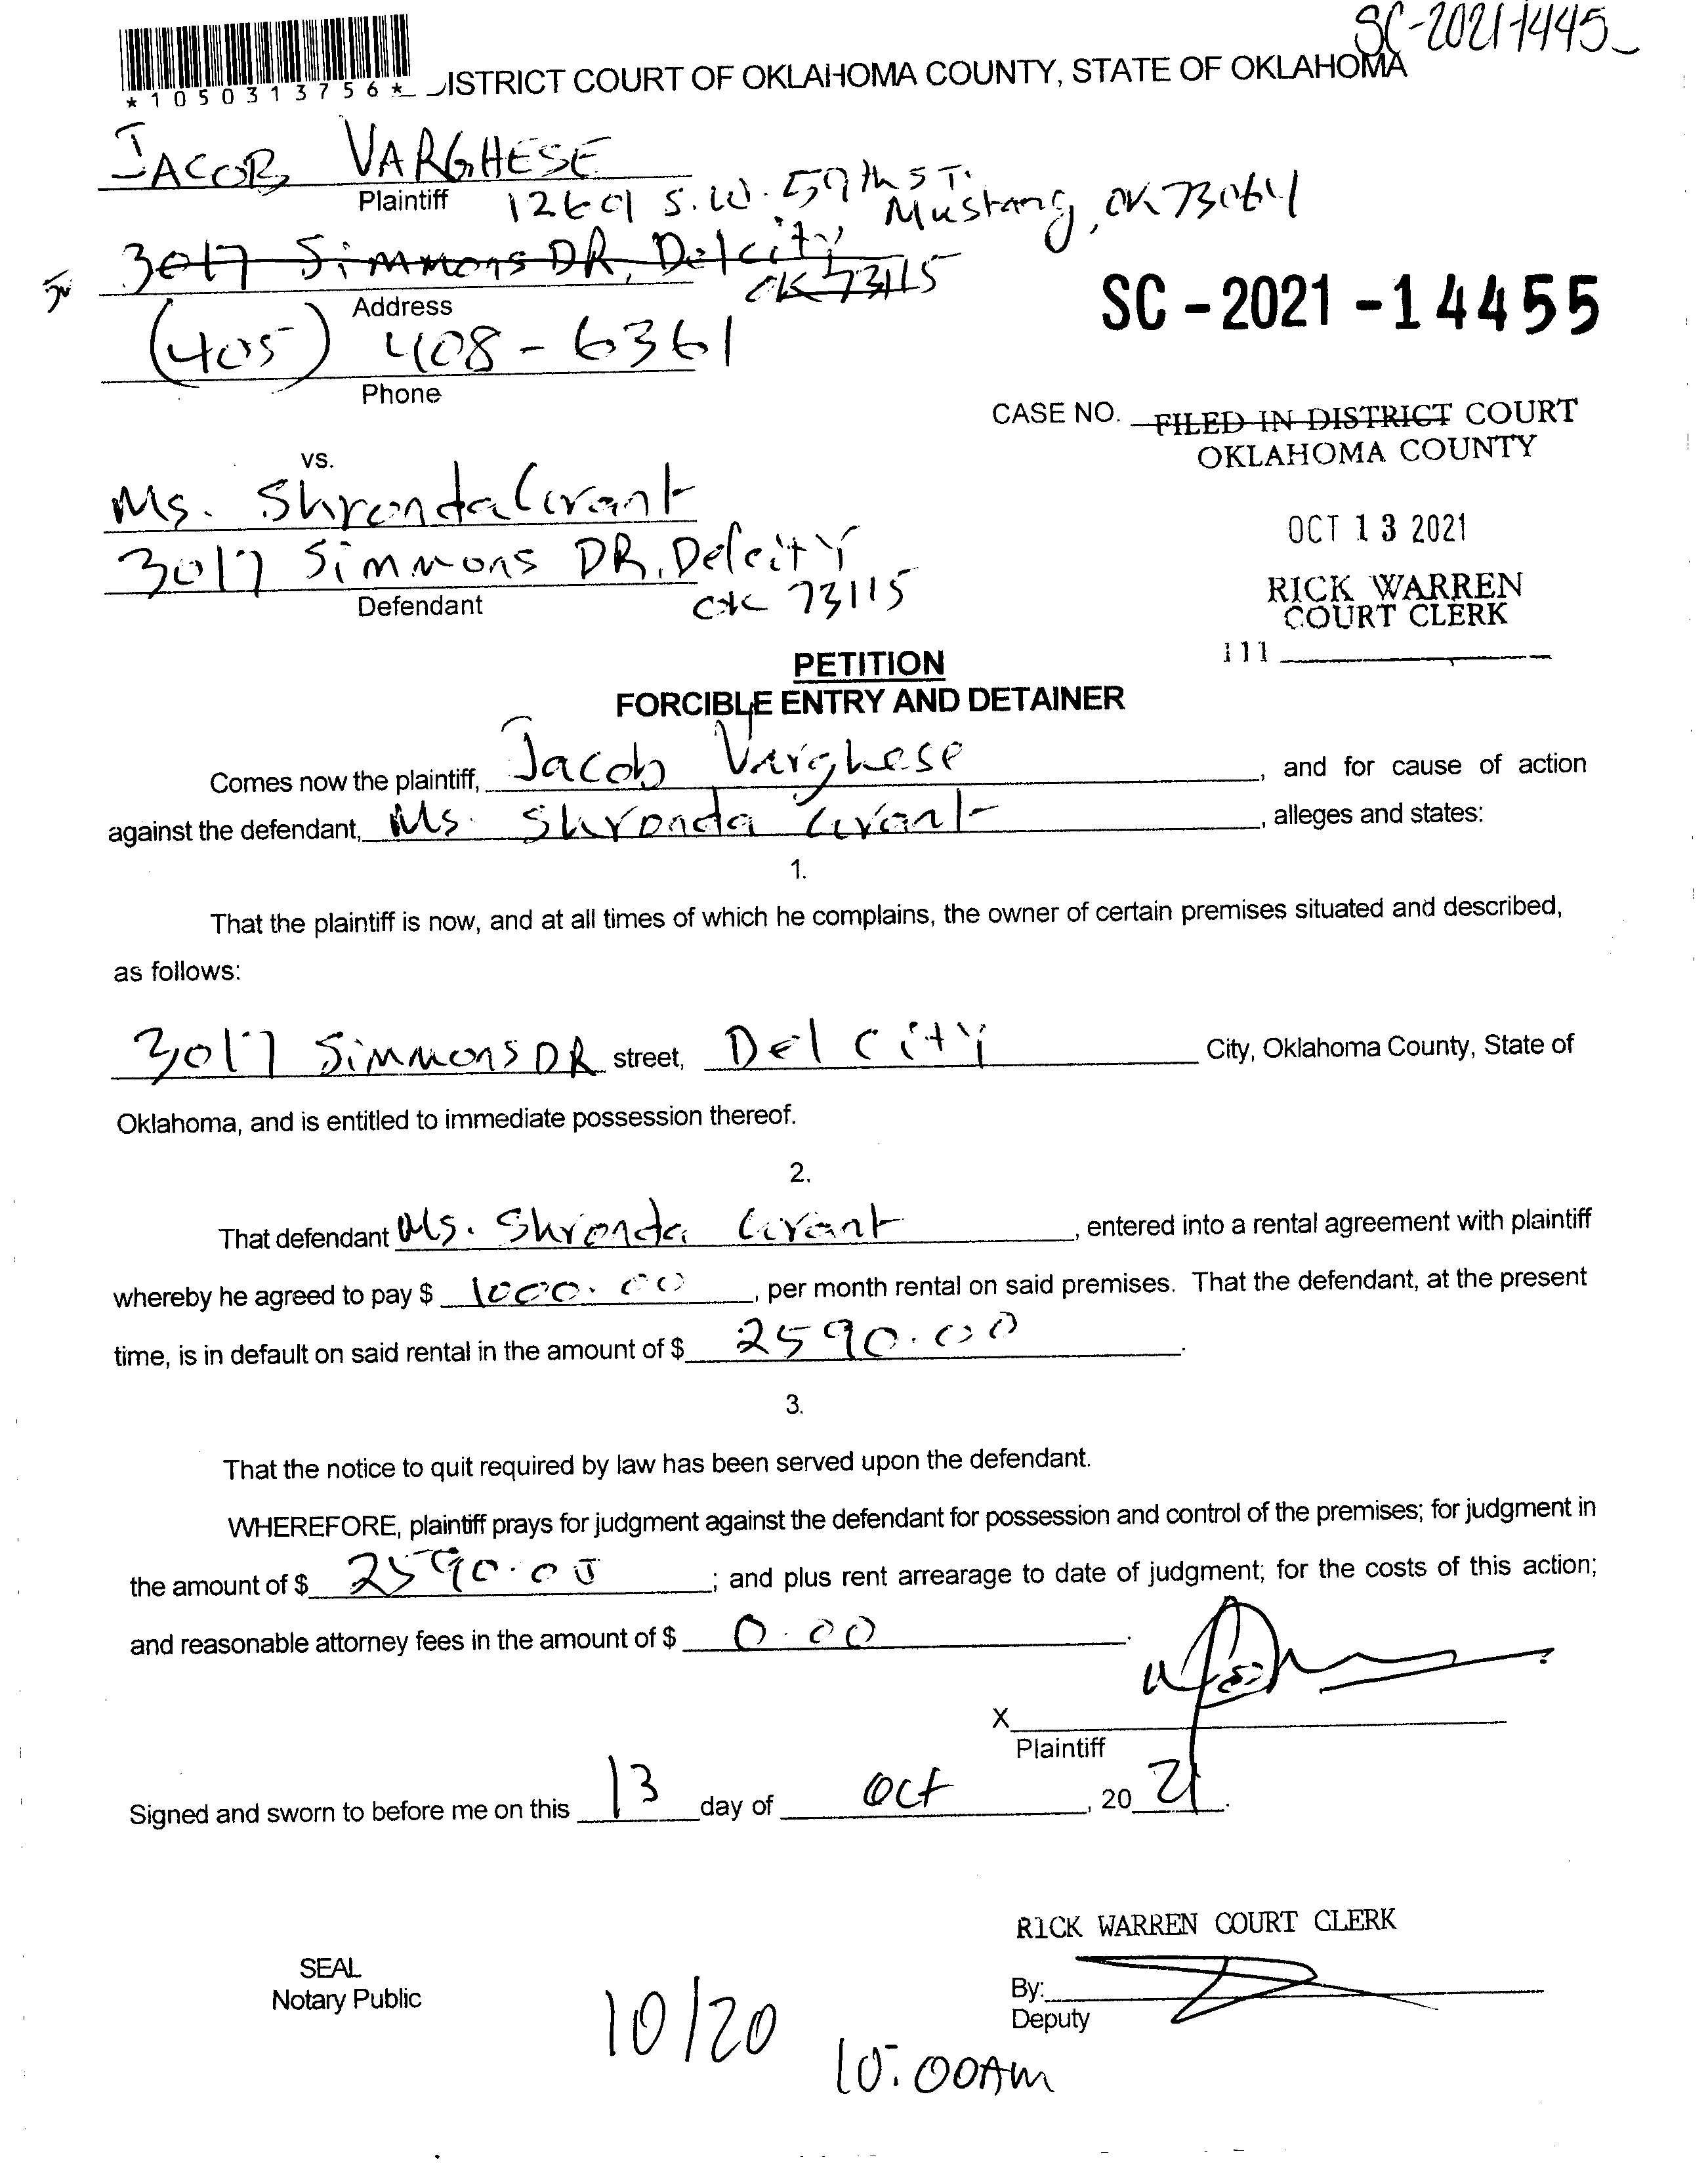 SC-2021-1445
*1050313756* ISTRICT COURT OF OKLAHOMA COUNTY, STATE OF OKLAHOMA
JACOB VARGHESE
Plaintiff
S.W. 59th ST.
Mustang, OK 73064
3017 Simmons DR, Delcity
OK 73115
Address
(405) 408-6361
Phone
SC-2021-14455
CASE NO.
FILED IN DISTRICT COURT
OKLAHOMA COUNTY
vs.
Ms. Shronda Grant
3017 Simmons DR, Delcity
OK 73115
Defendant
OCT 13 2021
RICK WARREN
COURT CLERK
111
PETITION
FORCIBLE ENTRY AND DETAINER
Comes now the plaintiff, Jacob Varghese, and for cause of action
against the defendant, Ms. Shronda Grant, alleges and states:
1.
That the plaintiff is now, and at all times of which he complains, the owner of certain premises situated and described,
as follows:
3017 Simmons DR street, Del city City, Oklahoma County, State of
Oklahoma, and is entitled to immediate possession thereof.
2.
That defendant Ms. Shronda Grant, entered into a rental agreement with plaintiff
whereby he agreed to pay $ 1000.00, per month rental on said premises. That the defendant, at the present
time, is in default on said rental in the amount of $ 2590.00.
3.
That the notice to quit required by law has been served upon the defendant.
WHEREFORE, plaintiff prays for judgment against the defendant for possession and control of the premises; for judgment in
the amount of $ 2590.00; and plus rent arrearage to date of judgment; for the costs of this action;
and reasonable attorney fees in the amount of $ 0.00.
X
Plaintiff
Signed and sworn to before me on this 13 day of Oct, 20 21.
RICK WARREN COURT CLERK
SEAL
Notary Public
By:
Deputy
10/20
10:00AM